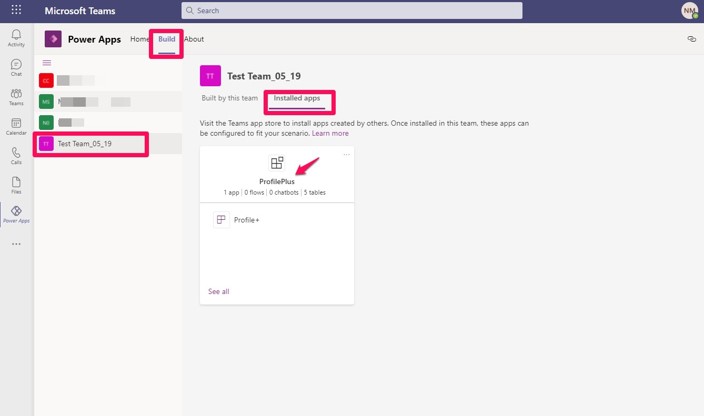 Microsoft Teams
Search
NM
Activity
Chat
Teams
Calendar
Calls
Files
Power Apps
Power Apps
Home
Build
About
CC
MS
Test Team_05_19
TT
TT
Test Team_05_19
Built by this team
Installed apps
Visit the Teams app store to install apps created by others. Once installed in this team, these apps can
be configured to fit your scenario. Learn more
ProfilePlus
1 app | 0 flows | 0 chatbots | 5 tables
Profile+
See all